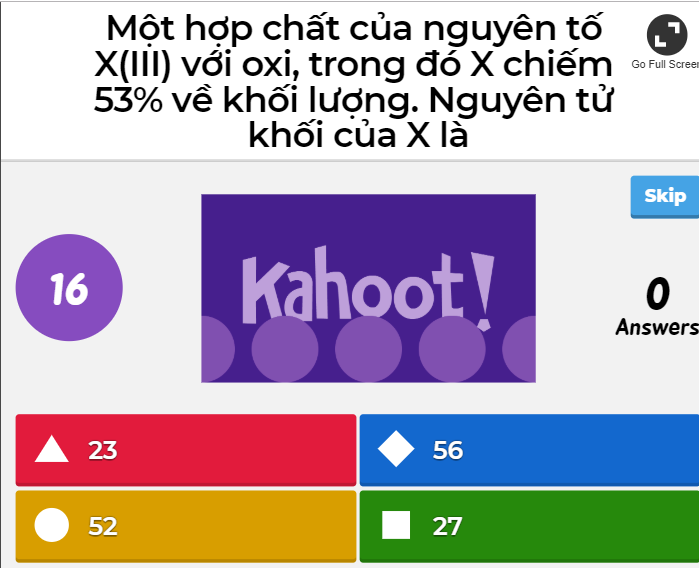 Một hợp chất của nguyên tố
X(III) với oxi, trong đó X chiếm
53% về khối lượng. Nguyên tử
khối của X là
Go Full Screen
Skip
16
Kahoot!
0
Answers
23
56
52
27